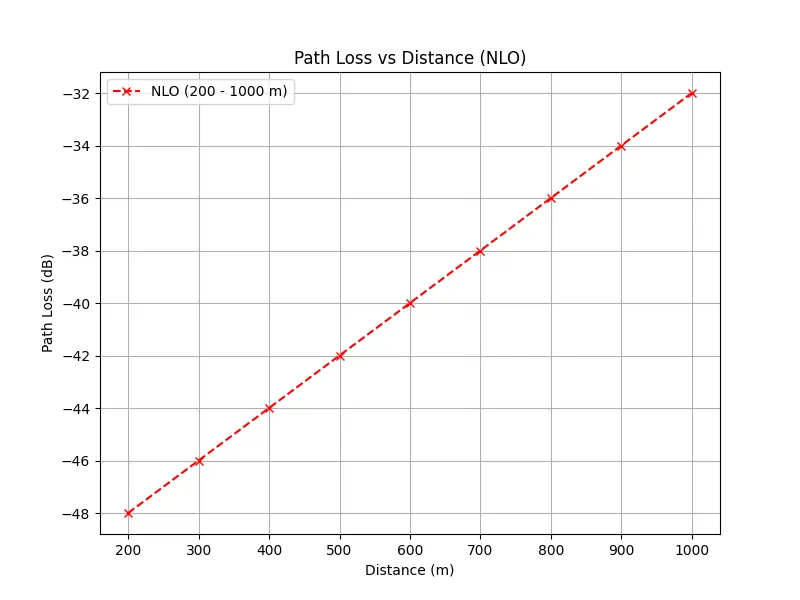 Path Loss vs Distance (NLO)
NLO (200 - 1000 m)
−32
−34
−36
−38
−40
−42
−44
−46
−48
Path Loss (dB)
200 300 400 500 600 700 800 900 1000
Distance (m)